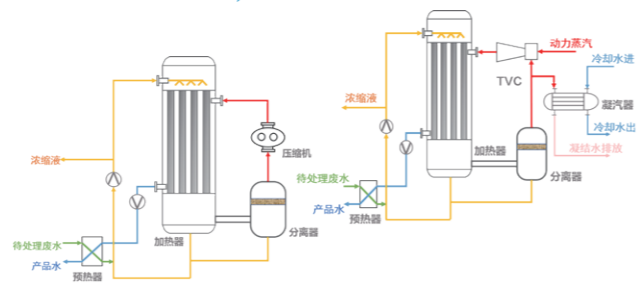 浓缩液
压缩机
加热器
分离器
待处理废水
产品水
预热器
动力蒸汽
TVC
冷却水进
凝汽器
冷却水出
凝结水排放
浓缩液
加热器
分离器
待处理废水
产品水
预热器